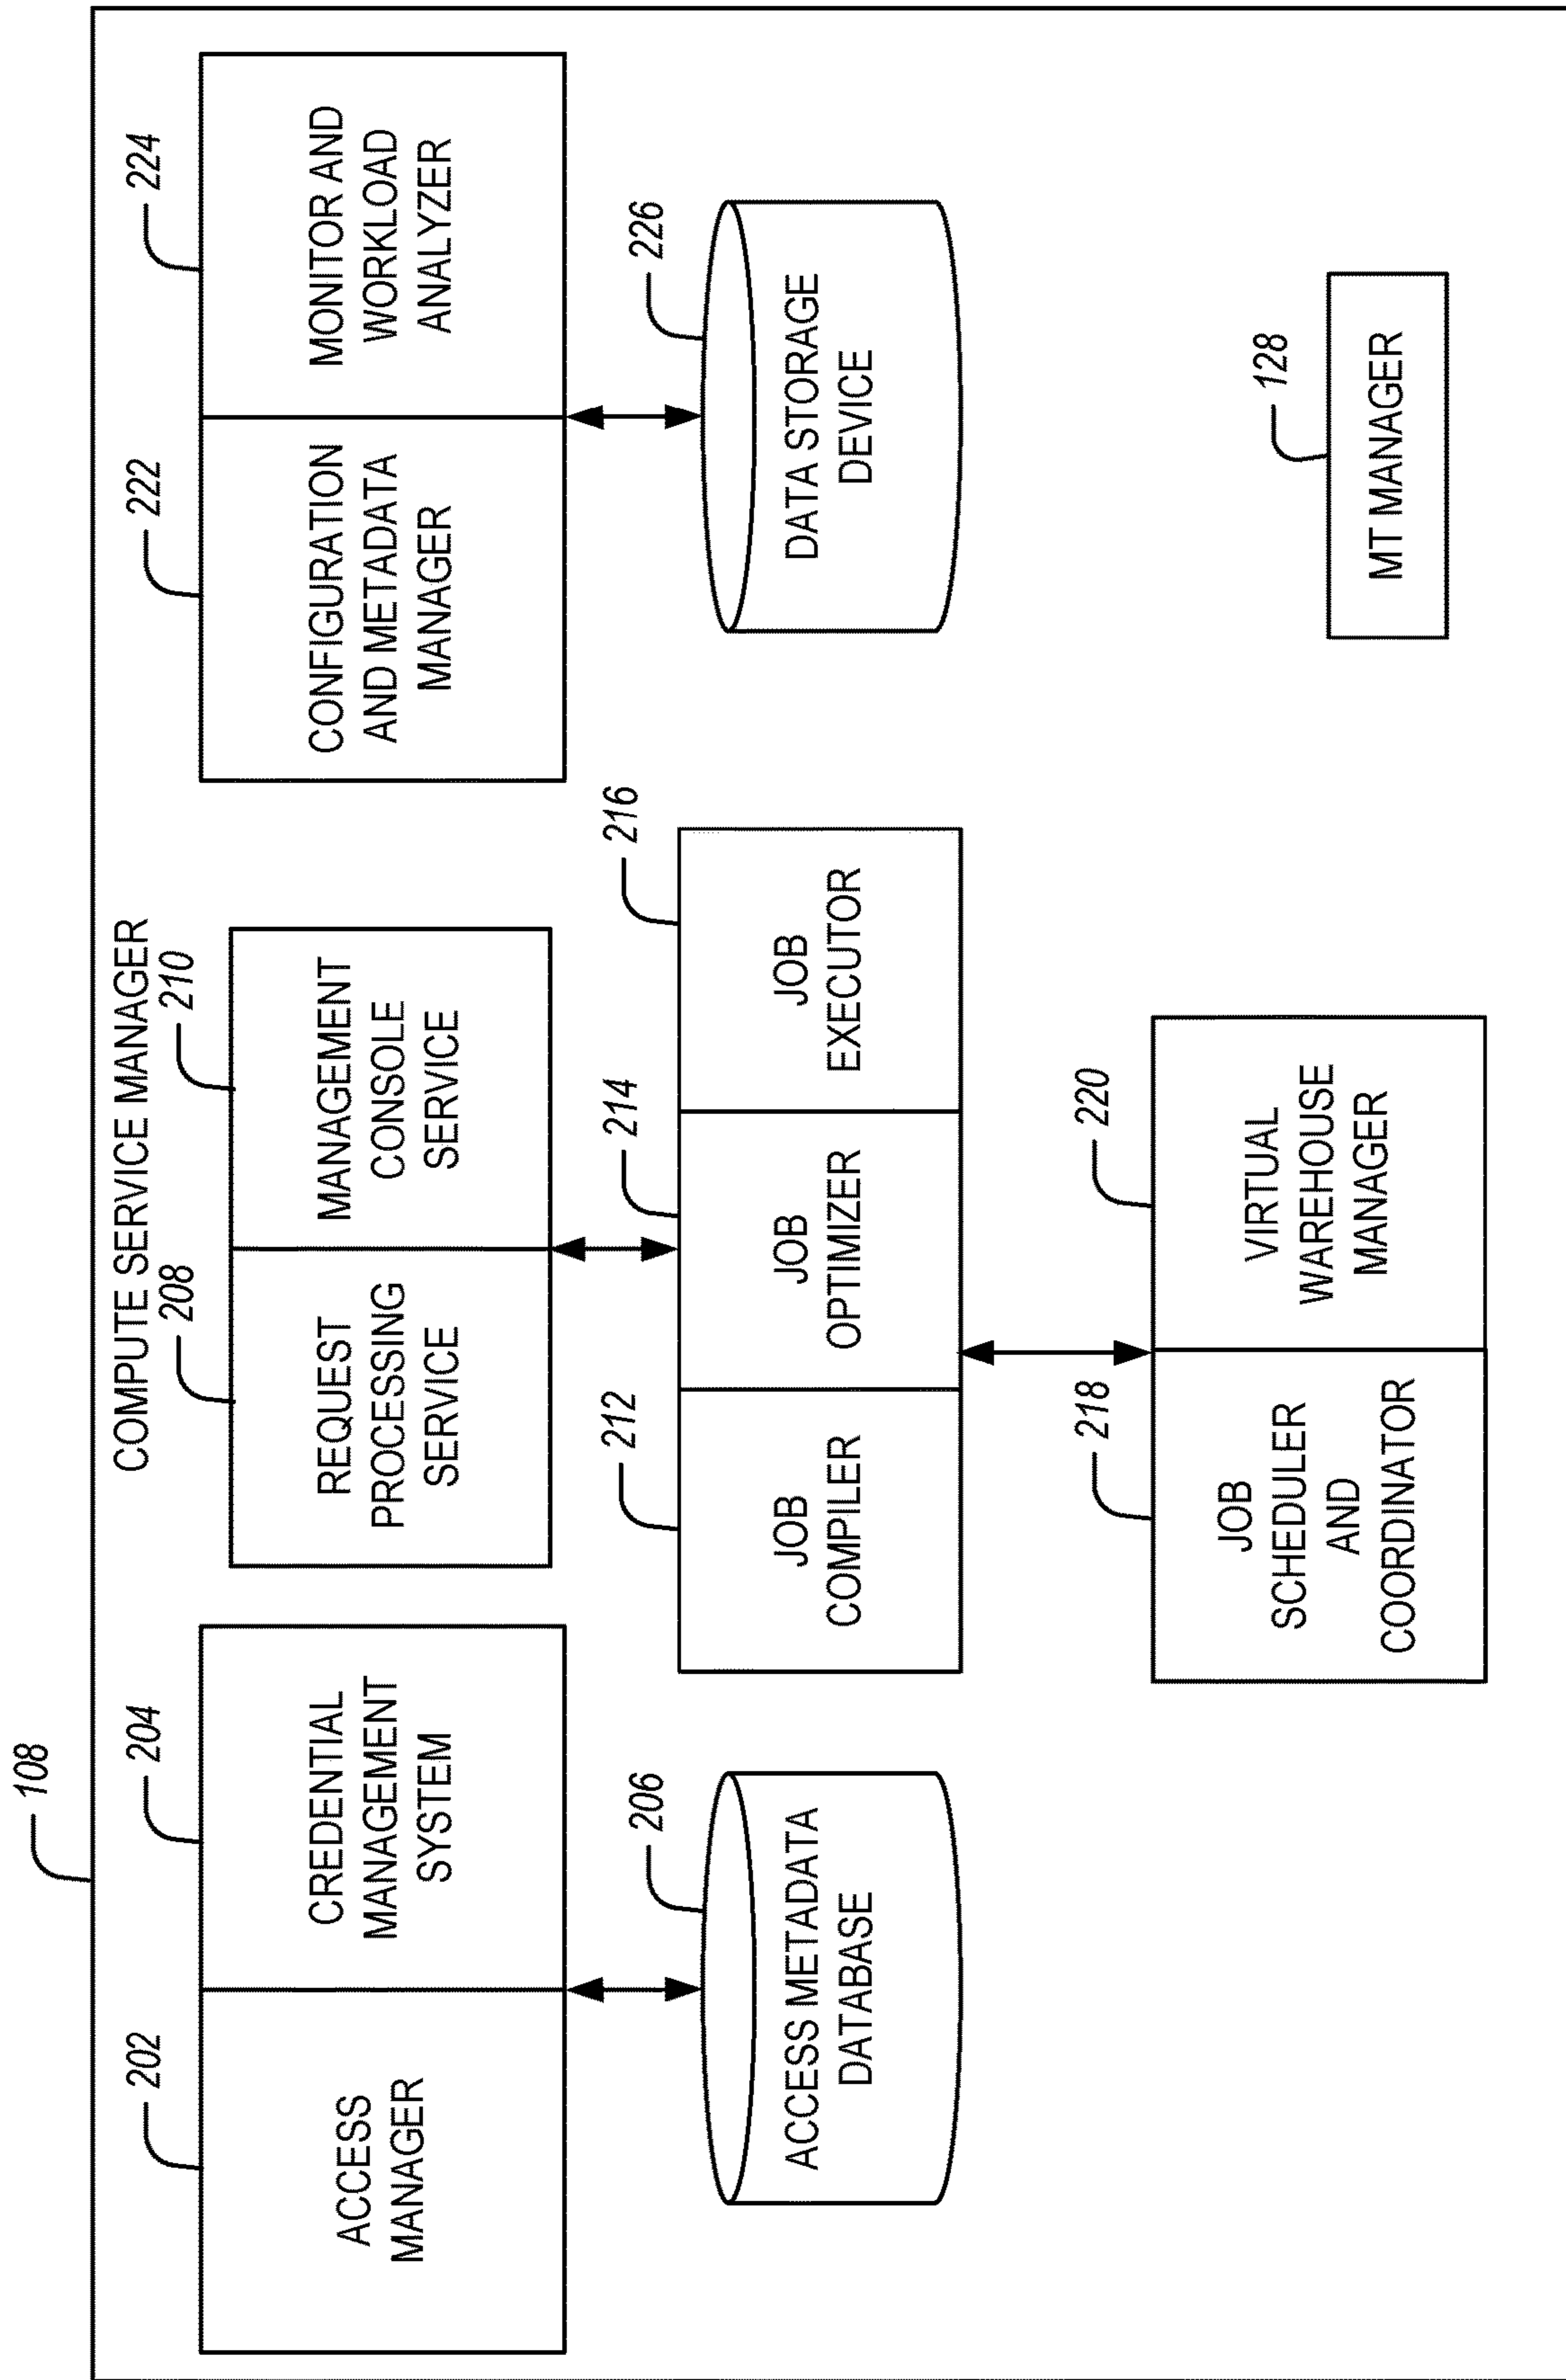 108
COMPUTE SERVICE MANAGER
202
ACCESS
MANAGER
204
CREDENTIAL
MANAGEMENT
SYSTEM
206
ACCESS METADATA
DATABASE
208
REQUEST
PROCESSING
SERVICE
210
MANAGEMENT
CONSOLE
SERVICE
212
JOB
COMPILER
214
JOB
OPTIMIZER
216
JOB
EXECUTOR
218
JOB
SCHEDULER
AND
COORDINATOR
220
VIRTUAL
WAREHOUSE
MANAGER
222
CONFIGURATION
AND METADATA
MANAGER
224
MONITOR AND
WORKLOAD
ANALYZER
226
DATA STORAGE
DEVICE
128
MT MANAGER